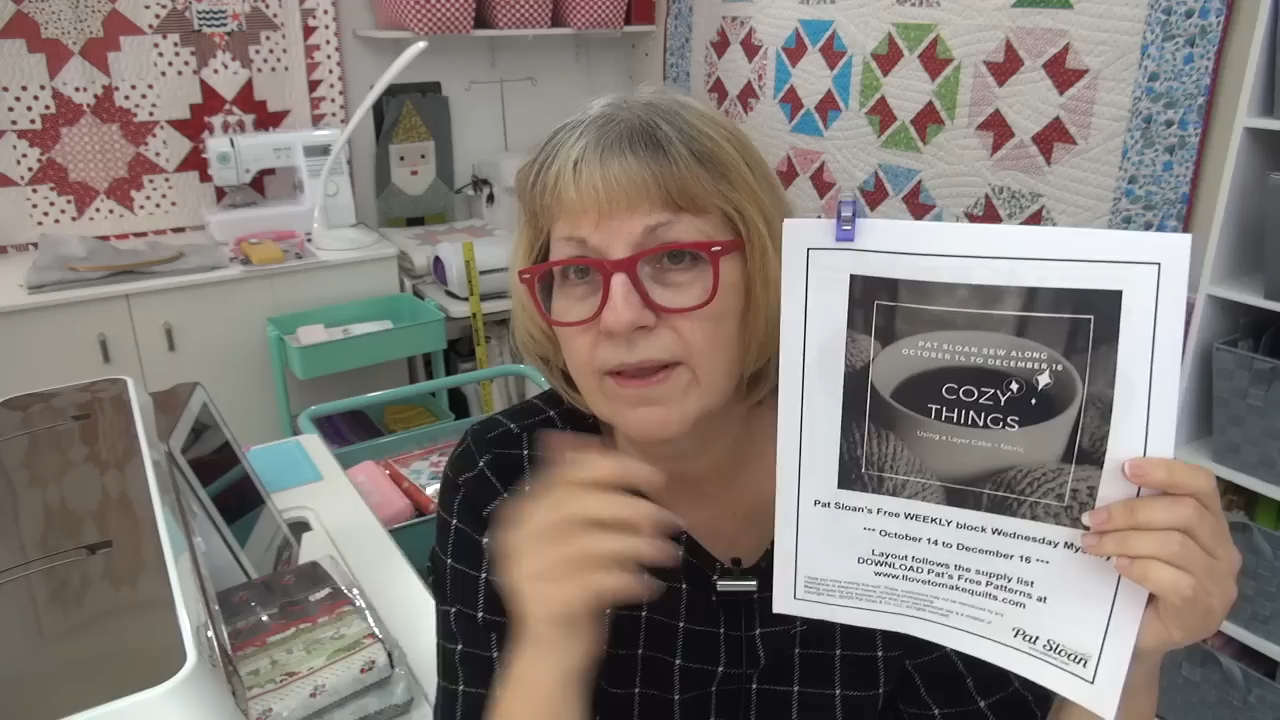 PAT SLOAN SEW ALONG
OCTOBER 14 TO DECEMBER 16
COZY
THINGS
Using a Layer Cake + fabric
Pat Sloan's Free WEEKLY block Wednesday
*** October 14 to December 16 ***
Layout follows the supply list
DOWNLOAD Pat's Free Patterns at
www.Ilovetomakequilts.com
Pat Sloan